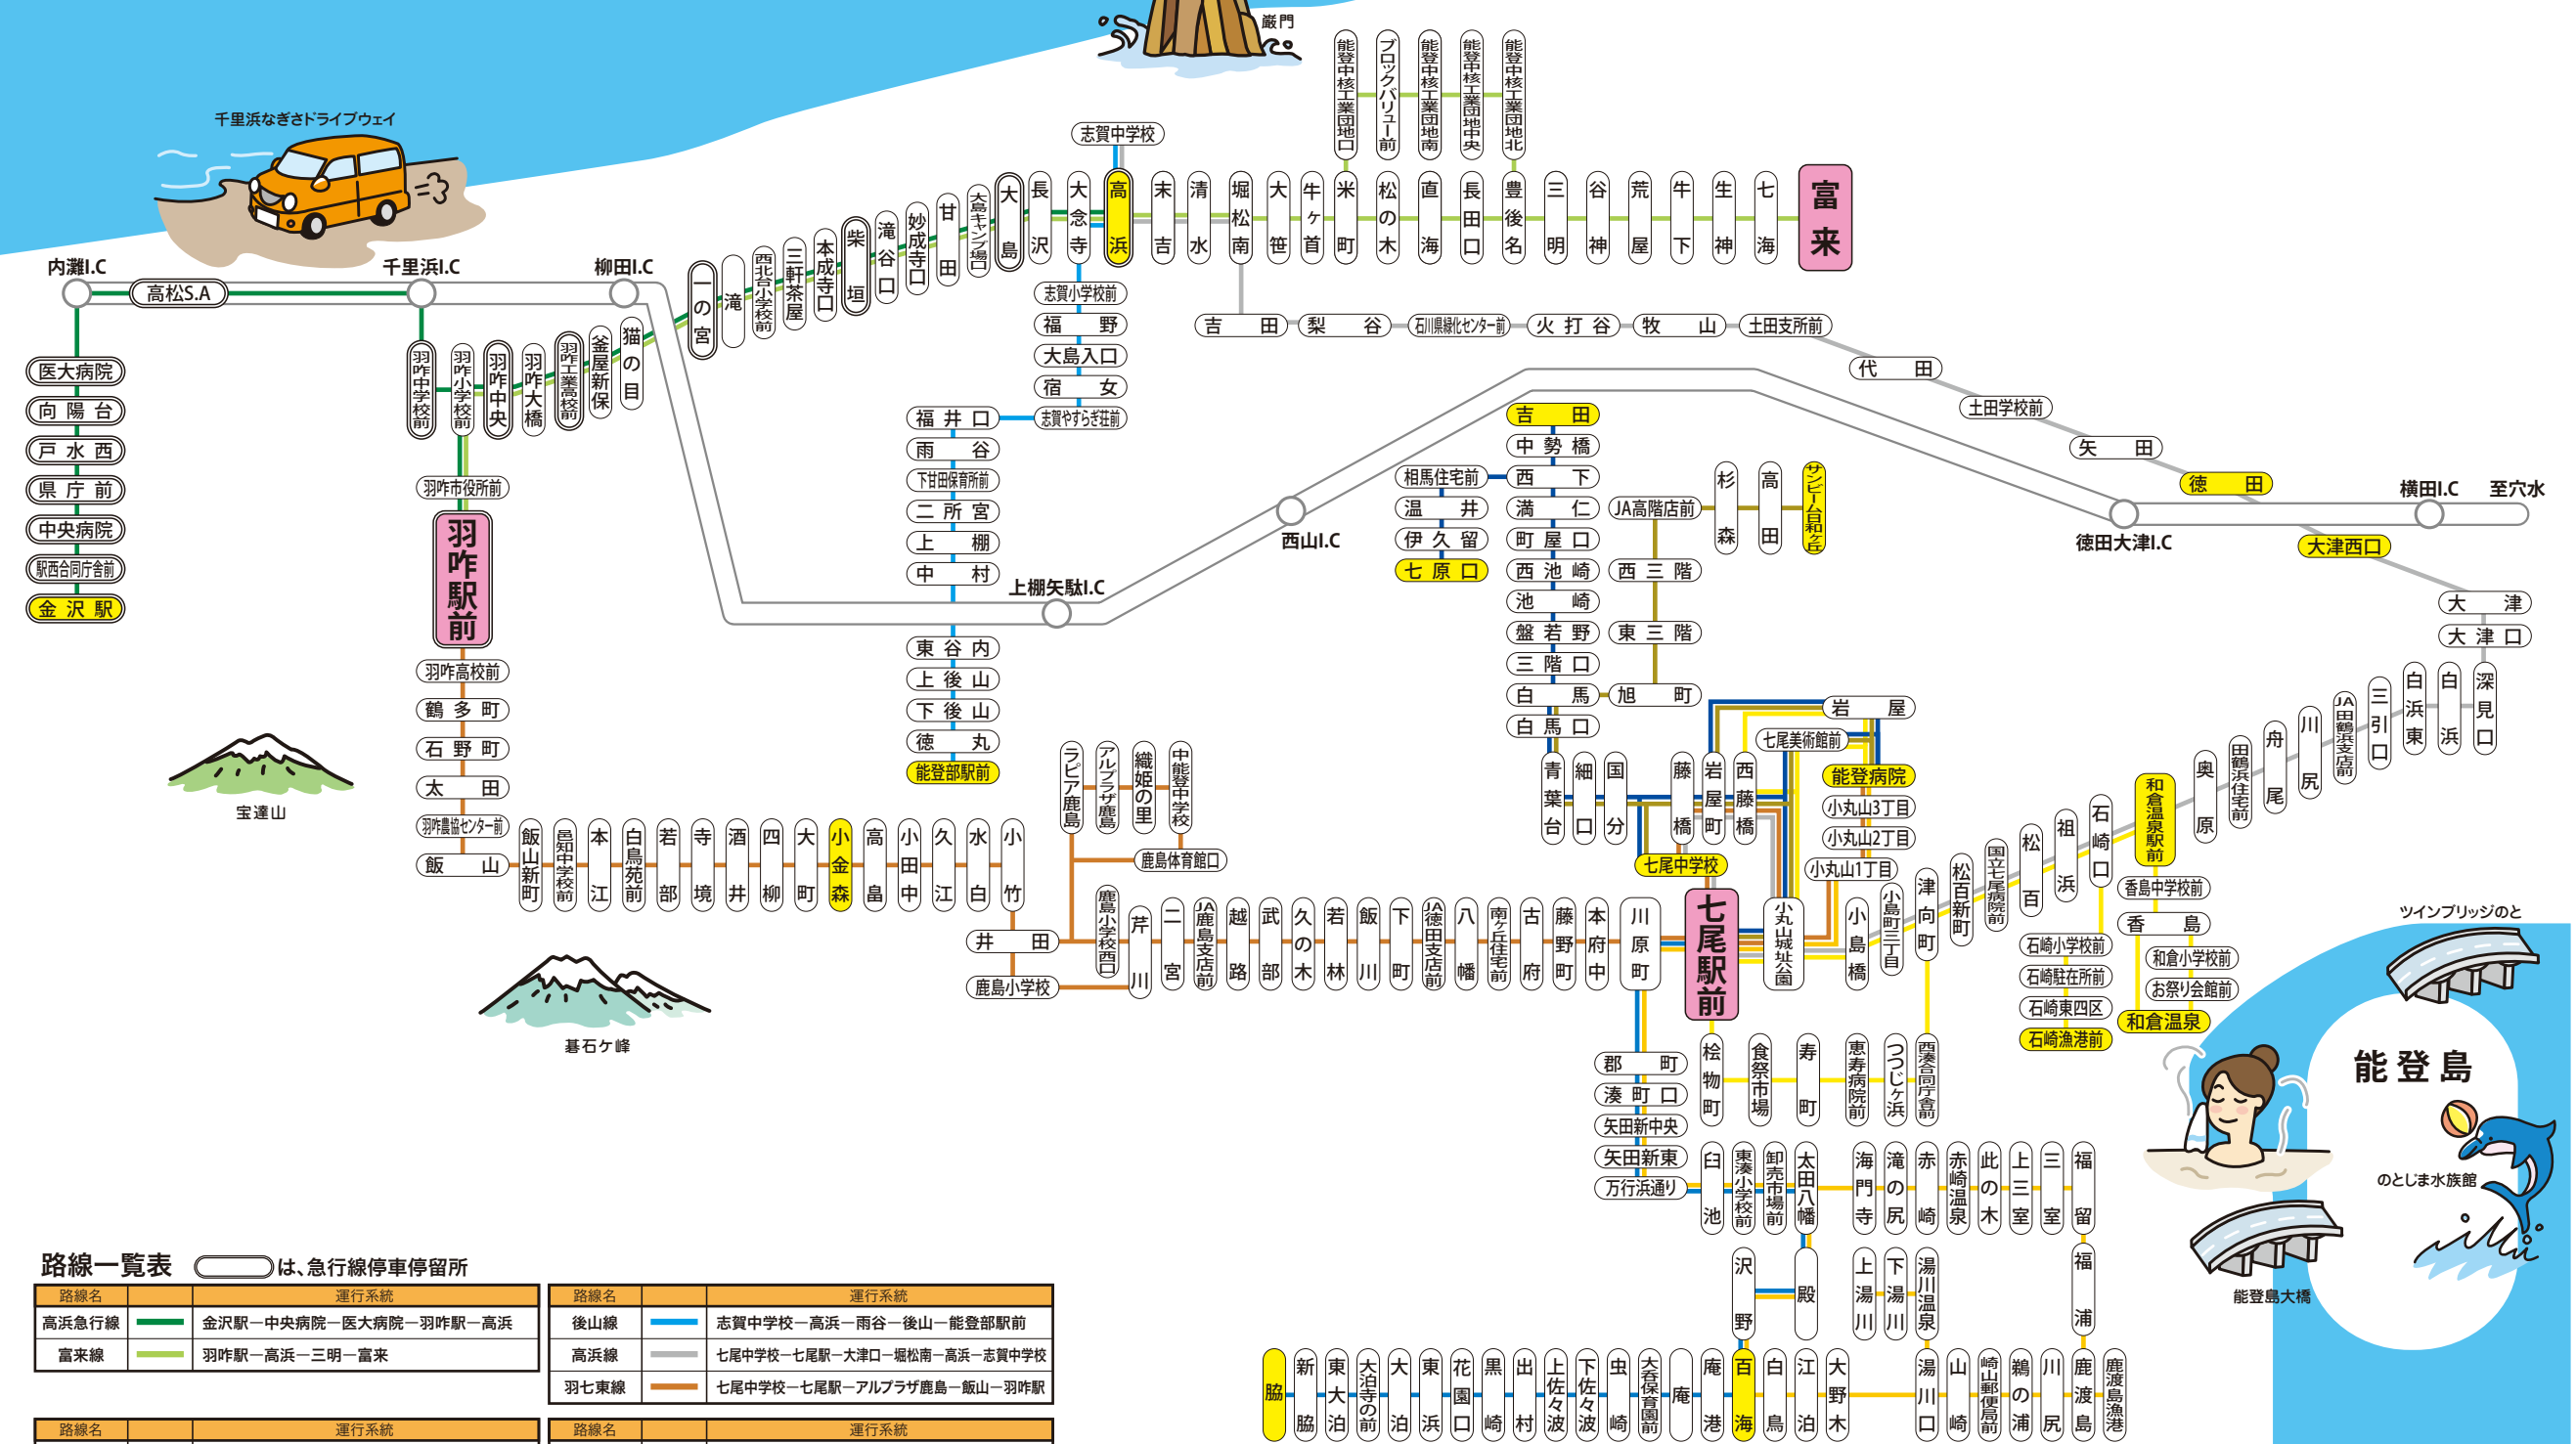 巌門
千里浜なぎさドライブウェイ
能登中核工業団地口
ブロックバリュー前
能登中核工業団地南
能登中核工業団地中央
能登中核工業団地北
志賀中学校
大島キャンプ場口
大島
長沢
大念寺
高浜
末吉
清水
堀松南
大笹
牛ヶ首
米町
松の木
直海
長田口
豊後名
三明
谷神
荒屋
牛下
生神
七海
富来
内灘I.C
高松S.A
千里浜I.C
柳田I.C
一の宮
滝
西北台小学校前
三軒茶屋
本成寺口
柴垣
滝谷口
妙成寺口
甘田
医大病院
向陽台
戸水西
県庁前
中央病院
駅西合同庁舎前
金沢駅
羽咋中学校前
羽咋小学校前
羽咋中央
羽咋大橋
羽咋工業高校前
釜屋新保
猫の目
羽咋市役所前
羽咋駅前
羽咋高校前
鶴多町
石野町
太田
羽咋農協センター前
飯山
志賀小学校前
福野
大島入口
宿女
志賀やすらぎ荘前
福井口
雨谷
下甘田保育所前
二所宮
上棚
中村
上棚矢駄I.C
東谷内
上後山
下後山
徳丸
能登部駅前
吉田
梨谷
石川県緑化センター前
火打谷
牧山
土田支所前
代田
土田学校前
矢田
徳田
大津西口
大津
大津口
深見口
白浜
白浜東
三引口
JA田鶴浜支店前
川尻
舟尾
田鶴浜住宅前
奥原
和倉温泉駅前
石崎口
祖浜
松百
国立七尾病院前
松百新町
津向町
小島町三丁目
小島橋
西山I.C
徳田大津I.C
横田I.C
至穴水
吉田
中勢橋
西下
満仁
町屋口
西池崎
池崎
盤若野
三階口
白馬
白馬口
相馬住宅前
温井
伊久留
七原口
JA高階店前
杉森
高田
サンビーム日和ヶ丘
西三階
東三階
旭町
岩屋
七尾美術館前
能登病院
小丸山3丁目
小丸山2丁目
小丸山1丁目
青葉台
細口
国分
藤橋
岩屋町
西藤橋
七尾中学校
七尾駅前
小丸山城址公園
宝達山
碁石ケ峰
飯山新町
邑知中学校前
本江
白鳥苑前
若部
寺境
酒井
四柳
大町
小金森
高畠
小田中
久江
水白
小竹
井田
鹿島小学校
ラピア鹿島
アルプラザ鹿島
織姫の里
中能登中学校
鹿島体育館口
鹿島小学校西口
芹川
二宮
JA鹿島支店前
越路
武部
久の木
若林
飯川
下町
JA徳田支店前
八幡
南ヶ丘住宅前
古府
藤野町
本府中
川原町
石崎小学校前
石崎駐在所前
石崎東四区
石崎漁港前
香島中学校前
香島
和倉小学校前
お祭り会館前
和倉温泉
郡町
湊町口
矢田新中央
矢田新東
万行浜通り
桧物町
食祭市場
寿町
恵寿病院前
つつじヶ浜
西湊合同庁舎前
臼池
東湊小学校前
卸売市場前
太田八幡
海門寺
滝の尻
赤崎
赤崎温泉
此の木
上三室
三室
福留
沢野
殿
上湯川
下湯川
湯川温泉
福浦
脇
新脇
東大泊
大泊寺の前
大泊
東浜
花園口
黒崎
出村
上佐々波
下佐々波
虫崎
大呑保育園前
庵
庵港
百海
白鳥
江泊
大野木
湯川口
山崎
崎山郵便局前
鵜の浦
川尻
鹿渡島
鹿渡島漁港
ツインブリッジのと
能登島
のとじま水族館
能登島大橋
路線一覧表 は、急行線停車停留所
路線名 運行系統
高浜急行線 金沢駅－中央病院－医大病院－羽咋駅－高浜
富来線 羽咋駅－高浜－三明－富来
路線名 運行系統
後山線 志賀中学校－高浜－雨谷－後山－能登部駅前
高浜線 七尾中学校－七尾駅－大津口－堀松南－高浜－志賀中学校
羽七東線 七尾中学校－七尾駅－アルプラザ鹿島－飯山－羽咋駅
路線名 運行系統
路線名 運行系統